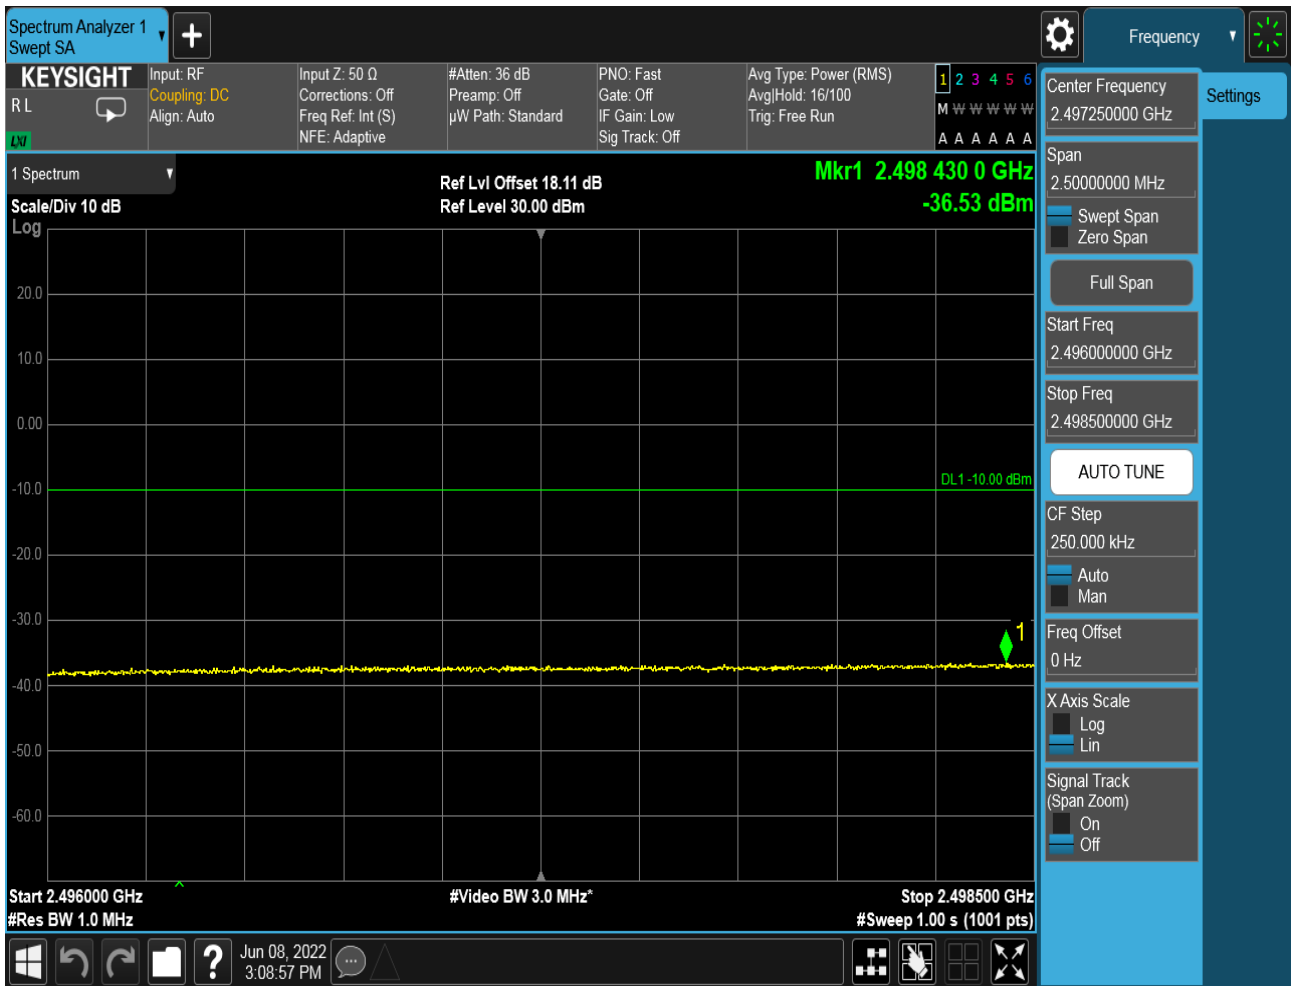 Spectrum Analyzer 1
Swept SA
Frequency
KEYSIGHT
R L
LXI
Input: RF
Coupling: DC
Align: Auto
Input Z: 50 Ω
Corrections: Off
Freq Ref: Int (S)
NFE: Adaptive
#Atten: 36 dB
Preamp: Off
µW Path: Standard
PNO: Fast
Gate: Off
IF Gain: Low
Sig Track: Off
Avg Type: Power (RMS)
Avg|Hold: 16/100
Trig: Free Run
1 2 3 4 5 6
M W W W W W
A A A A A A
1 Spectrum
Scale/Div 10 dB
Log
Ref Lvl Offset 18.11 dB
Ref Level 30.00 dBm
Mkr1 2.498 430 0 GHz
-36.53 dBm
20.0
10.0
0.00
-10.0
DL1 -10.00 dBm
-20.0
-30.0
1
-40.0
-50.0
-60.0
Start 2.496000 GHz
#Res BW 1.0 MHz
#Video BW 3.0 MHz*
Stop 2.498500 GHz
#Sweep 1.00 s (1001 pts)
Center Frequency
2.497250000 GHz
Settings
Span
2.50000000 MHz
Swept Span
Zero Span
Full Span
Start Freq
2.496000000 GHz
Stop Freq
2.498500000 GHz
AUTO TUNE
CF Step
250.000 kHz
Auto
Man
Freq Offset
0 Hz
X Axis Scale
Log
Lin
Signal Track
(Span Zoom)
On
Off
?
Jun 08, 2022
3:08:57 PM